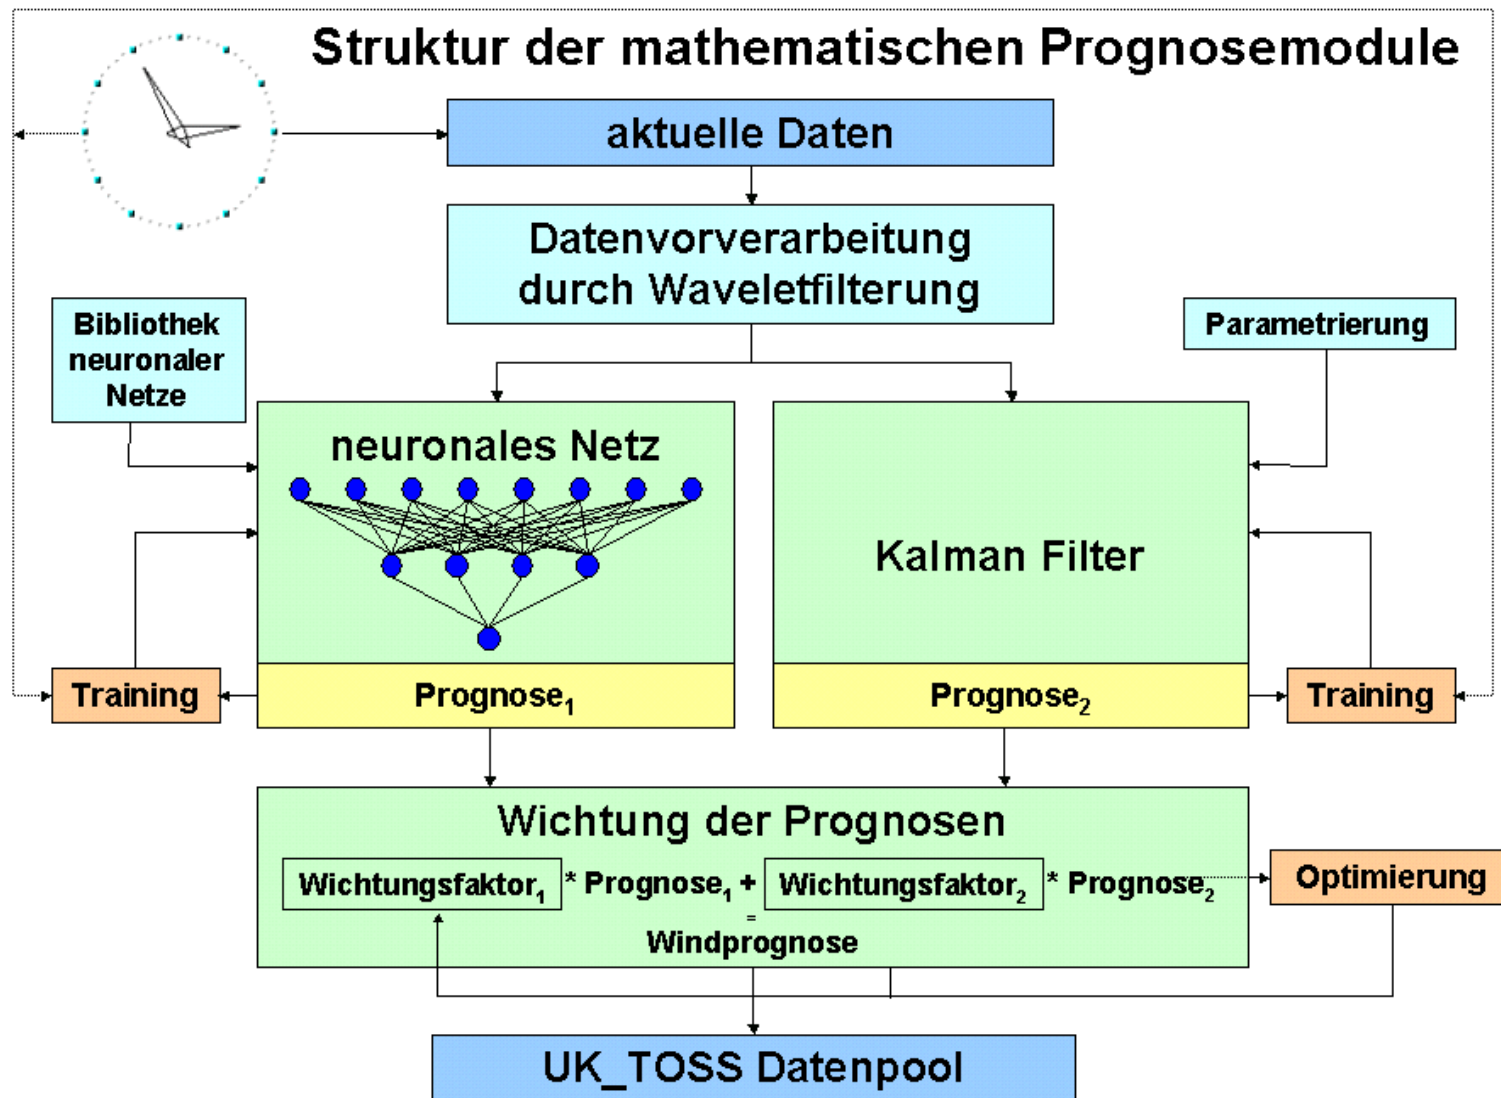 Struktur der mathematischen Prognosemodule
aktuelle Daten
Datenvorverarbeitung
durch Waveletfilterung
Bibliothek
neuronaler
Netze
Parametrierung
neuronales Netz
Kalman Filter
Training
Prognose₁
Prognose₂
Training
Wichtung der Prognosen
Wichtungsfaktor₁ * Prognose₁ + Wichtungsfaktor₂ * Prognose₂
=
Windprognose
Optimierung
UK_TOSS Datenpool